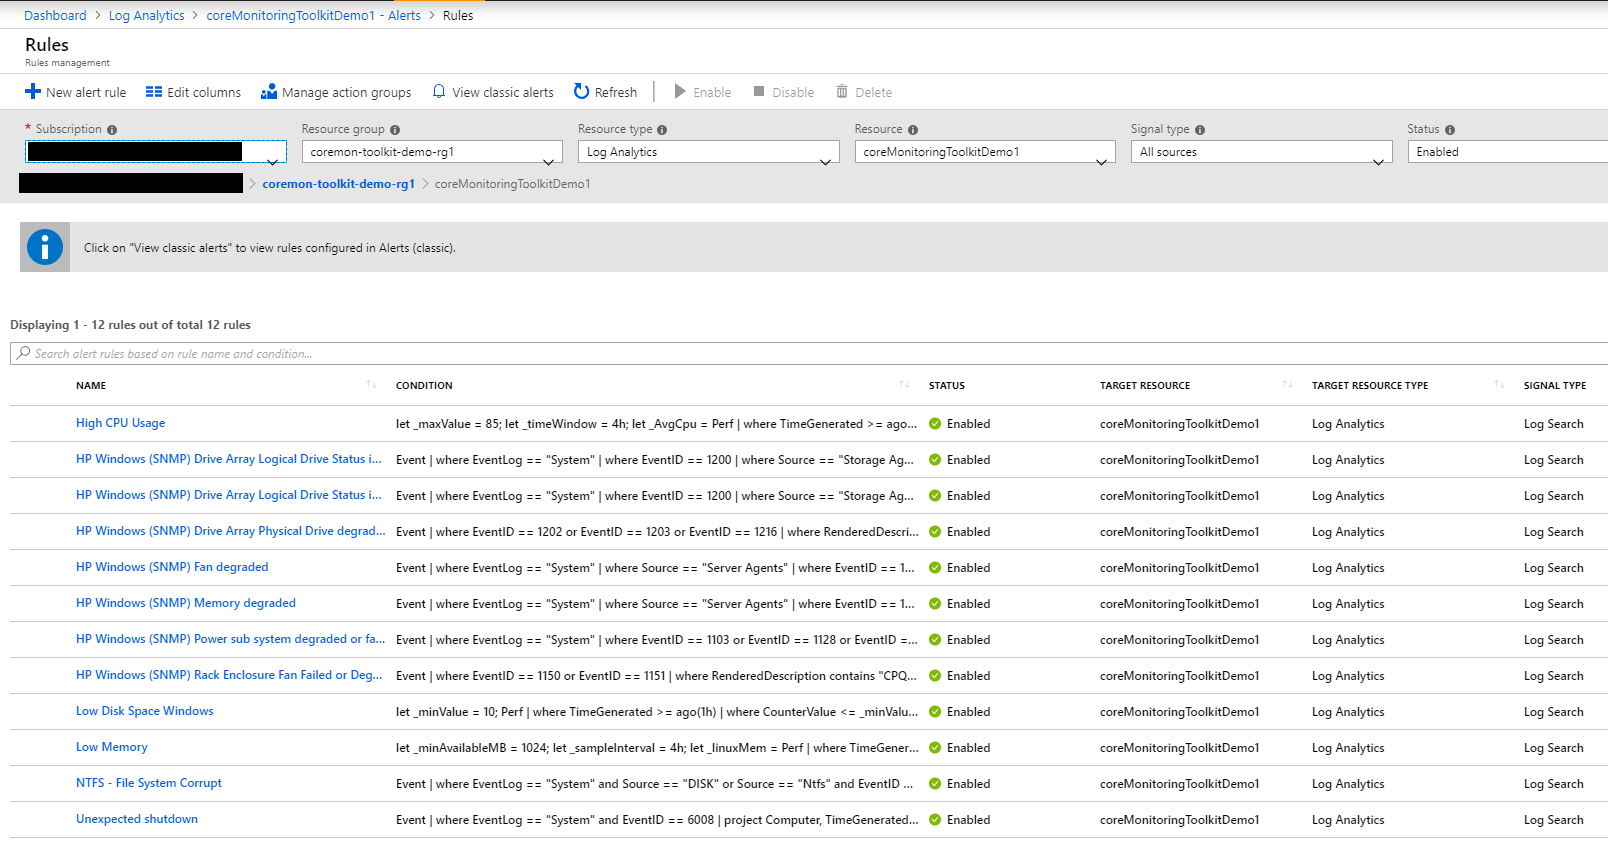 Dashboard > Log Analytics > coreMonitoringToolkitDemo1 - Alerts > Rules
Rules
Rules management
New alert rule Edit columns Manage action groups View classic alerts Refresh Enable Disable Delete
* Subscription Resource group Resource type Resource Signal type Status
coremon-toolkit-demo-rg1 Log Analytics coreMonitoringToolkitDemo1 All sources Enabled
> coremon-toolkit-demo-rg1 > coreMonitoringToolkitDemo1
Click on "View classic alerts" to view rules configured in Alerts (classic).
Displaying 1 - 12 rules out of total 12 rules
Search alert rules based on rule name and condition...
NAME CONDITION STATUS TARGET RESOURCE TARGET RESOURCE TYPE SIGNAL TYPE
High CPU Usage let _maxValue = 85; let _timeWindow = 4h; let _AvgCpu = Perf | where TimeGenerated >= ago... Enabled coreMonitoringToolkitDemo1 Log Analytics Log Search
HP Windows (SNMP) Drive Array Logical Drive Status i... Event | where EventLog == "System" | where EventID == 1200 | where Source == "Storage Ag... Enabled coreMonitoringToolkitDemo1 Log Analytics Log Search
HP Windows (SNMP) Drive Array Logical Drive Status i... Event | where EventLog == "System" | where EventID == 1200 | where Source == "Storage Ag... Enabled coreMonitoringToolkitDemo1 Log Analytics Log Search
HP Windows (SNMP) Drive Array Physical Drive degrad... Event | where EventID == 1202 or EventID == 1203 or EventID == 1216 | where RenderedDescri... Enabled coreMonitoringToolkitDemo1 Log Analytics Log Search
HP Windows (SNMP) Fan degraded Event | where EventLog == "System" | where Source == "Server Agents" | where EventID == 1... Enabled coreMonitoringToolkitDemo1 Log Analytics Log Search
HP Windows (SNMP) Memory degraded Event | where EventLog == "System" | where Source == "Server Agents" | where EventID == 1... Enabled coreMonitoringToolkitDemo1 Log Analytics Log Search
HP Windows (SNMP) Power sub system degraded or fa... Event | where EventLog == "System" | where EventID == 1103 or EventID == 1128 or EventID =... Enabled coreMonitoringToolkitDemo1 Log Analytics Log Search
HP Windows (SNMP) Rack Enclosure Fan Failed or Deg... Event | where EventID == 1150 or EventID == 1151 | where RenderedDescription contains "CPQ... Enabled coreMonitoringToolkitDemo1 Log Analytics Log Search
Low Disk Space Windows let _minValue = 10; Perf | where TimeGenerated >= ago(1h) | where CounterValue <= _minValu... Enabled coreMonitoringToolkitDemo1 Log Analytics Log Search
Low Memory let _minAvailableMB = 1024; let _sampleInterval = 4h; let _linuxMem = Perf | where TimeGener... Enabled coreMonitoringToolkitDemo1 Log Analytics Log Search
NTFS - File System Corrupt Event | where EventLog == "System" and Source == "DISK" or Source == "Ntfs" and EventID ... Enabled coreMonitoringToolkitDemo1 Log Analytics Log Search
Unexpected shutdown Event | where EventLog == "System" and EventID == 6008 | project Computer, TimeGenerated... Enabled coreMonitoringToolkitDemo1 Log Analytics Log Search